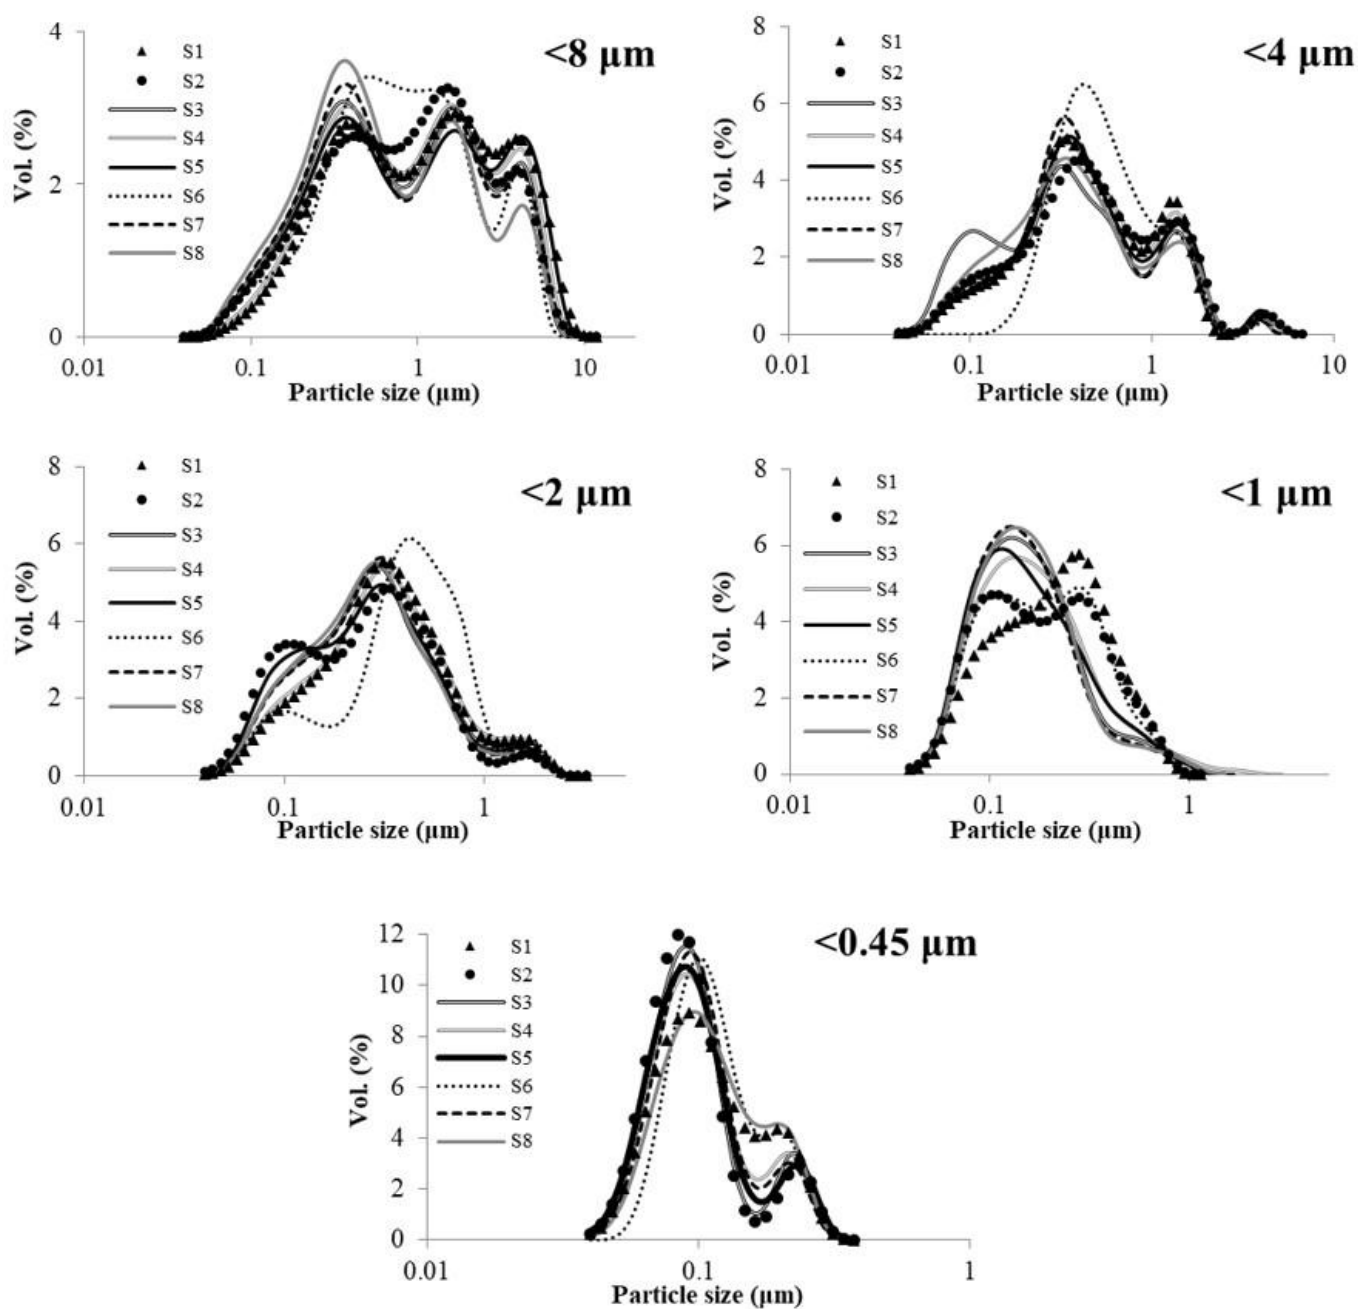 <8 µm
Vol. (%)
4
2
0
S1
S2
S3
S4
S5
S6
S7
S8
0.01
0.1
1
10
Particle size (µm)
<4 µm
Vol. (%)
8
6
4
2
0
S1
S2
S3
S4
S5
S6
S7
S8
0.01
0.1
1
10
Particle size (µm)
<2 µm
Vol. (%)
8
6
4
2
0
S1
S2
S3
S4
S5
S6
S7
S8
0.01
0.1
1
Particle size (µm)
<1 µm
Vol. (%)
8
6
4
2
0
S1
S2
S3
S4
S5
S6
S7
S8
0.01
0.1
1
Particle size (µm)
<0.45 µm
Vol. (%)
12
10
8
6
4
2
0
S1
S2
S3
S4
S5
S6
S7
S8
0.01
0.1
1
Particle size (µm)